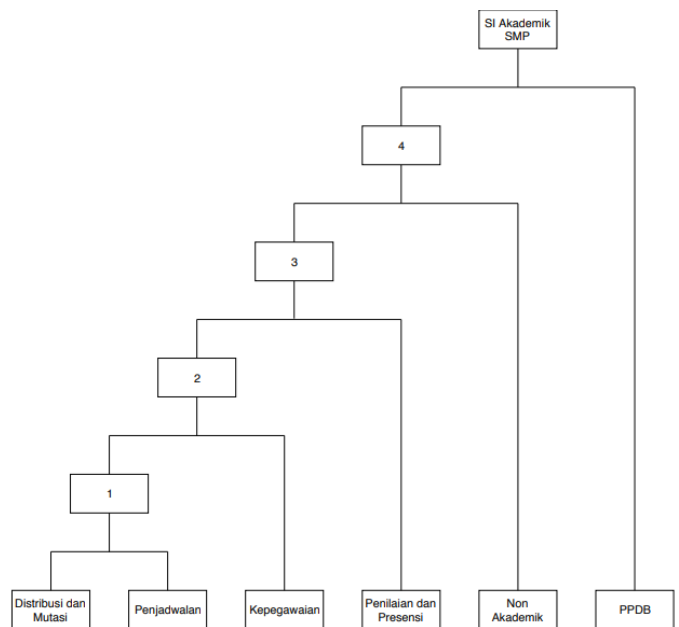 SI Akademik
SMP
4
3
2
1
Distribusi dan
Mutasi
Penjadwalan
Kepegawaian
Penilaian dan
Presensi
Non
Akademik
PPDB